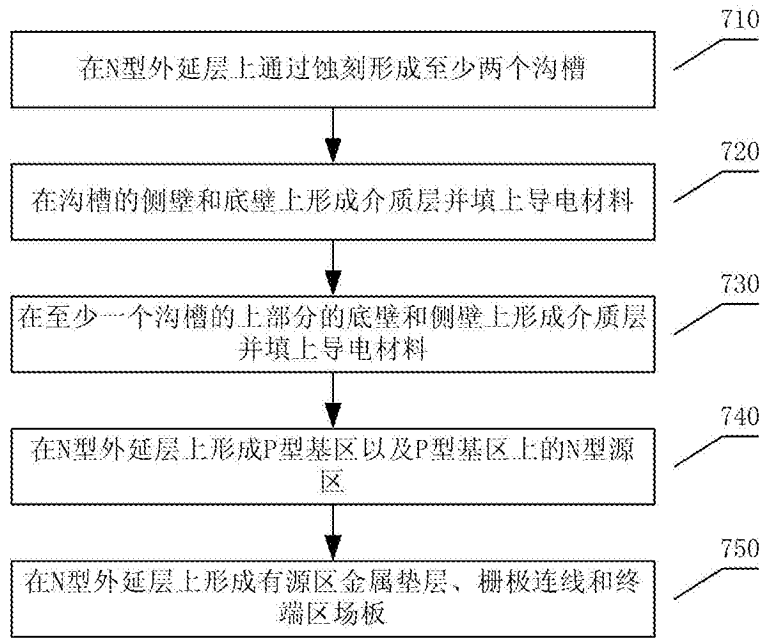 710
在N型外延层上通过蚀刻形成至少两个沟槽
720
在沟槽的侧壁和底壁上形成介质层并填上导电材料
730
在至少一个沟槽的上部分的底壁和侧壁上形成介质层
并填上导电材料
740
在N型外延层上形成P型基区以及P型基区上的N型源
区
750
在N型外延层上形成有源区金属垫层、栅极连线和终
端区场板